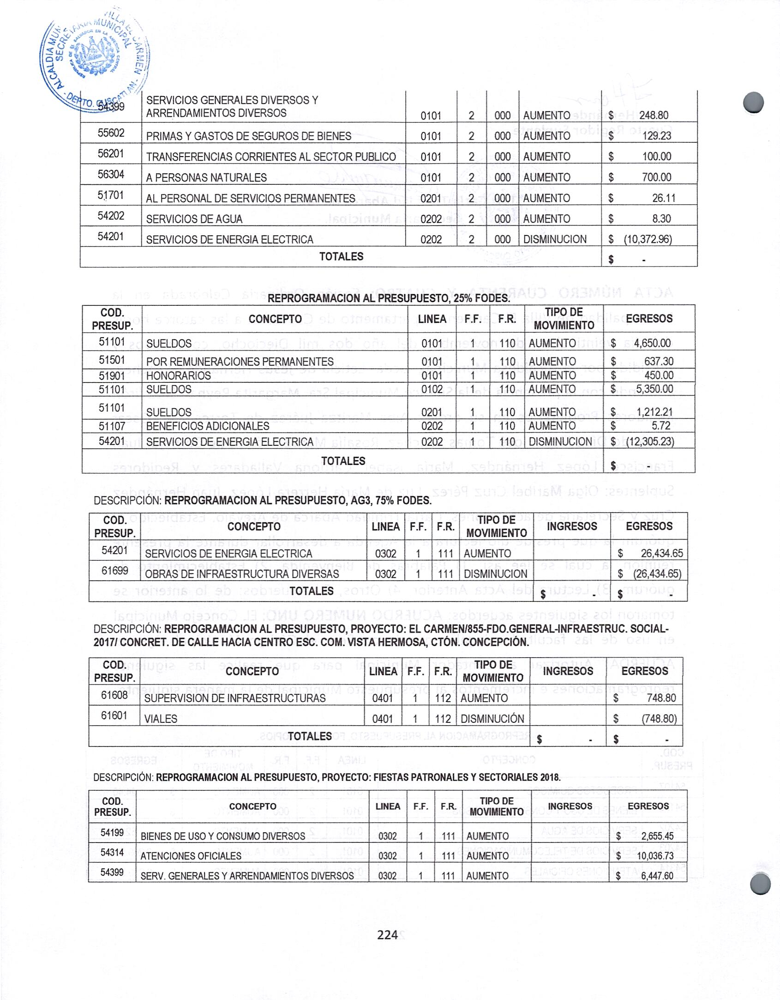 ALCALDIA MUN VILLA EL CARMEN - DEPTO. CUSCATLAN -
SECRETARIA MUNICIPAL
REPUBLICA DE EL SALVADOR EN LA AMERICA CENTRAL
54399 SERVICIOS GENERALES DIVERSOS Y
ARRENDAMIENTOS DIVERSOS 0101 2 000 AUMENTO $ 248.80
55602 PRIMAS Y GASTOS DE SEGUROS DE BIENES 0101 2 000 AUMENTO $ 129.23
56201 TRANSFERENCIAS CORRIENTES AL SECTOR PUBLICO 0101 2 000 AUMENTO $ 100.00
56304 A PERSONAS NATURALES 0101 2 000 AUMENTO $ 700.00
51701 AL PERSONAL DE SERVICIOS PERMANENTES 0201 2 000 AUMENTO $ 26.11
54202 SERVICIOS DE AGUA 0202 2 000 AUMENTO $ 8.30
54201 SERVICIOS DE ENERGIA ELECTRICA 0202 2 000 DISMINUCION $ (10,372.96)
TOTALES $ -
REPROGRAMACION AL PRESUPUESTO, 25% FODES.
COD. PRESUP. CONCEPTO LINEA F.F. F.R. TIPO DE MOVIMIENTO EGRESOS
51101 SUELDOS 0101 1 110 AUMENTO $ 4,650.00
51501 POR REMUNERACIONES PERMANENTES 0101 1 110 AUMENTO $ 637.30
51901 HONORARIOS 0101 1 110 AUMENTO $ 450.00
51101 SUELDOS 0102 1 110 AUMENTO $ 5,350.00
51101 SUELDOS 0201 1 110 AUMENTO $ 1,212.21
51107 BENEFICIOS ADICIONALES 0202 1 110 AUMENTO $ 5.72
54201 SERVICIOS DE ENERGIA ELECTRICA 0202 1 110 DISMINUCION $ (12,305.23)
TOTALES $ -
DESCRIPCIÓN: REPROGRAMACION AL PRESUPUESTO, AG3, 75% FODES.
COD. PRESUP. CONCEPTO LINEA F.F. F.R. TIPO DE MOVIMIENTO INGRESOS EGRESOS
54201 SERVICIOS DE ENERGIA ELECTRICA 0302 1 111 AUMENTO $ 26,434.65
61699 OBRAS DE INFRAESTRUCTURA DIVERSAS 0302 1 111 DISMINUCION $ (26,434.65)
TOTALES $ - $ -
DESCRIPCIÓN: REPROGRAMACION AL PRESUPUESTO, PROYECTO: EL CARMEN/855-FDO.GENERAL-INFRAESTRUC. SOCIAL-
2017/ CONCRET. DE CALLE HACIA CENTRO ESC. COM. VISTA HERMOSA, CTÓN. CONCEPCIÓN.
COD. PRESUP. CONCEPTO LINEA F.F. F.R. TIPO DE MOVIMIENTO INGRESOS EGRESOS
61608 SUPERVISION DE INFRAESTRUCTURAS 0401 1 112 AUMENTO $ 748.80
61601 VIALES 0401 1 112 DISMINUCIÓN $ (748.80)
TOTALES $ - $ -
DESCRIPCIÓN: REPROGRAMACION AL PRESUPUESTO, PROYECTO: FIESTAS PATRONALES Y SECTORIALES 2018.
COD. PRESUP. CONCEPTO LINEA F.F. F.R. TIPO DE MOVIMIENTO INGRESOS EGRESOS
54199 BIENES DE USO Y CONSUMO DIVERSOS 0302 1 111 AUMENTO $ 2,655.45
54314 ATENCIONES OFICIALES 0302 1 111 AUMENTO $ 10,036.73
54399 SERV. GENERALES Y ARRENDAMIENTOS DIVERSOS 0302 1 111 AUMENTO $ 6,447.60
224